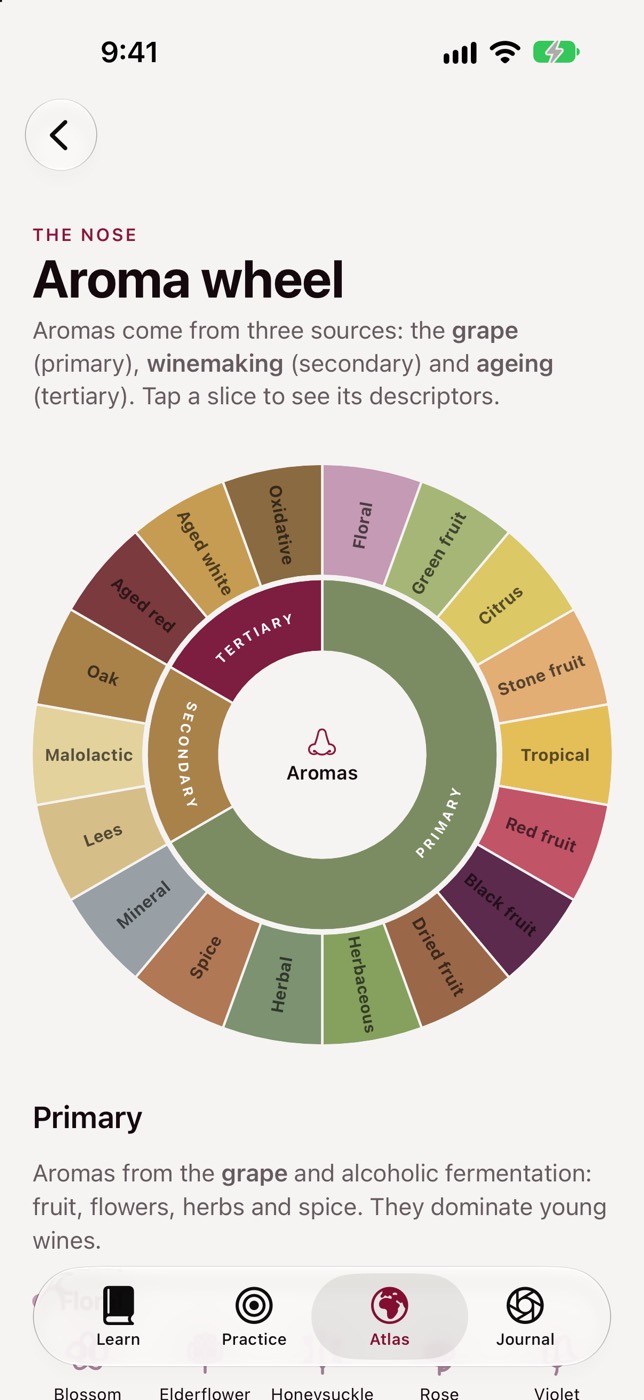 9:41
THE NOSE
Aroma wheel
Aromas come from three sources: the grape
(primary), winemaking (secondary) and ageing
(tertiary). Tap a slice to see its descriptors.
Floral
Green fruit
Citrus
Stone fruit
Tropical
Red fruit
Black fruit
Dried fruit
Herbaceous
Herbal
Spice
Mineral
Lees
Malolactic
Oak
Aged red
Aged white
Oxidative
PRIMARY
SECONDARY
TERTIARY
Aromas
Primary
Aromas from the grape and alcoholic fermentation:
fruit, flowers, herbs and spice. They dominate young
wines.
Learn
Practice
Atlas
Journal
Blossom
Elderflower
Honeysuckle
Rose
Violet